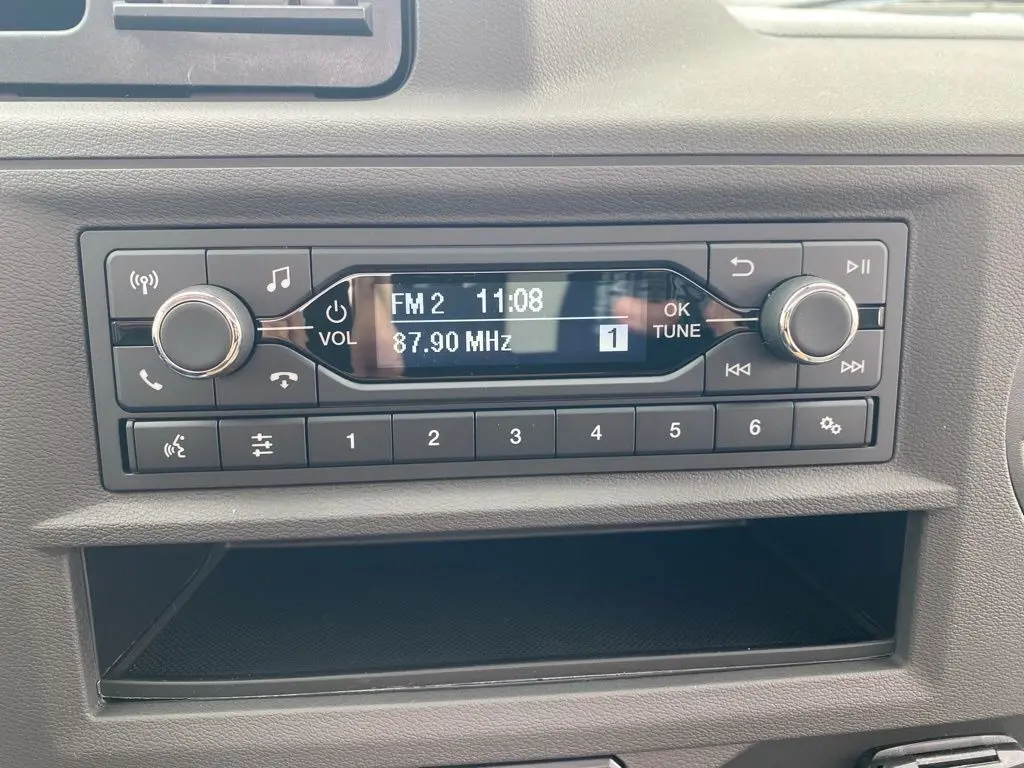 FM 2 11:08
87.90 MHz 1
VOL
OK
TUNE
1 2 3 4 5 6